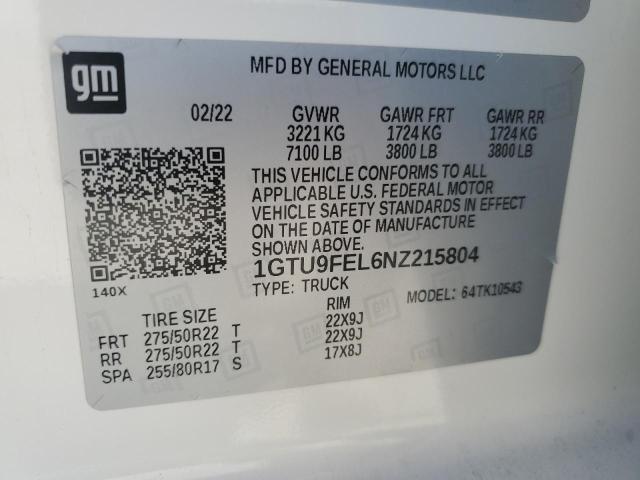 gm
MFD BY GENERAL MOTORS LLC
02/22 GVWR GAWR FRT GAWR RR
3221 KG 1724 KG 1724 KG
7100 LB 3800 LB 3800 LB
THIS VEHICLE CONFORMS TO ALL
APPLICABLE U.S. FEDERAL MOTOR
VEHICLE SAFETY STANDARDS IN EFFECT
ON THE DATE OF MANUFACTURE
1GTU9FEL6NZ215804
140X TYPE: TRUCK MODEL: 64TK10543
TIRE SIZE RIM
FRT 275/50R22 T 22X9J
RR 275/50R22 T 22X9J
SPA 255/80R17 S 17X8J